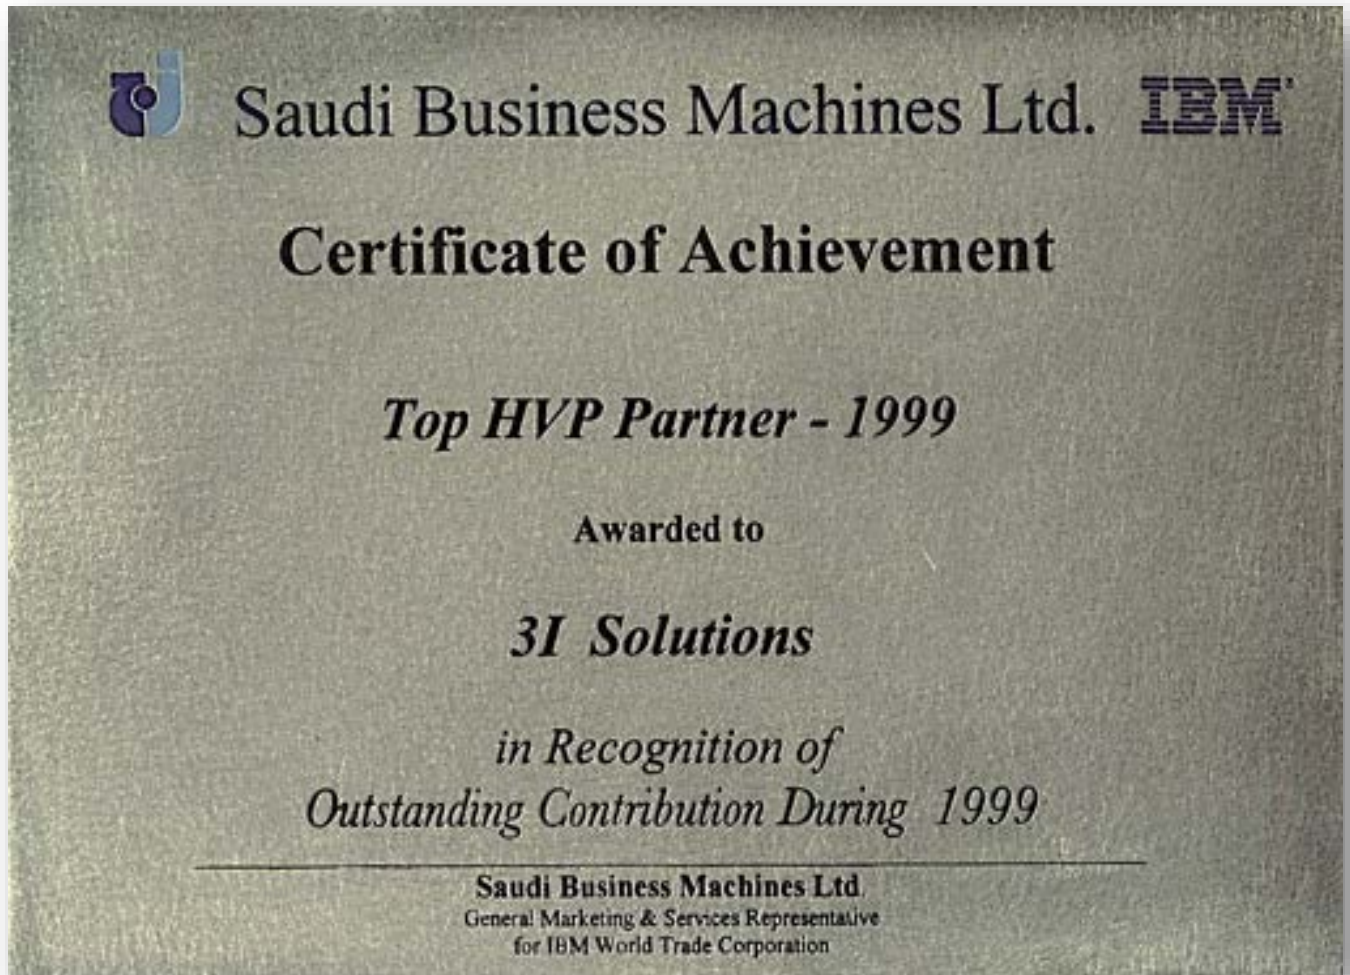 Saudi Business Machines Ltd. IBM
Certificate of Achievement
Top HVP Partner - 1999
Awarded to
3I Solutions
in Recognition of
Outstanding Contribution During 1999
Saudi Business Machines Ltd.
General Marketing & Services Representative
for IBM World Trade Corporation